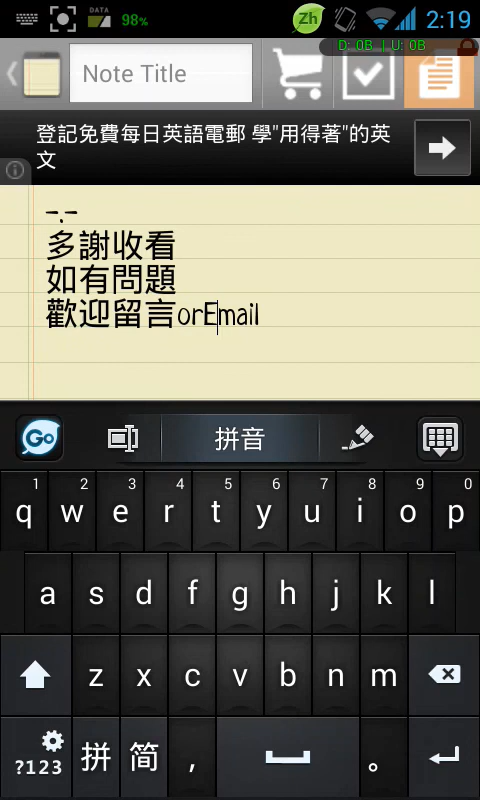 DATA
98%
Zh
2:19
D: 0B | U: 0B
Note Title
登記免費每日英語電郵 學"用得著"的英
文
-.-
多謝收看
如有問題
歡迎留言orEmail
Go
拼音
1 2 3 4 5 6 7 8 9 0
q w e r t y u i o p
a s d f g h j k l
z x c v b n m
?123 拼 简 , 。